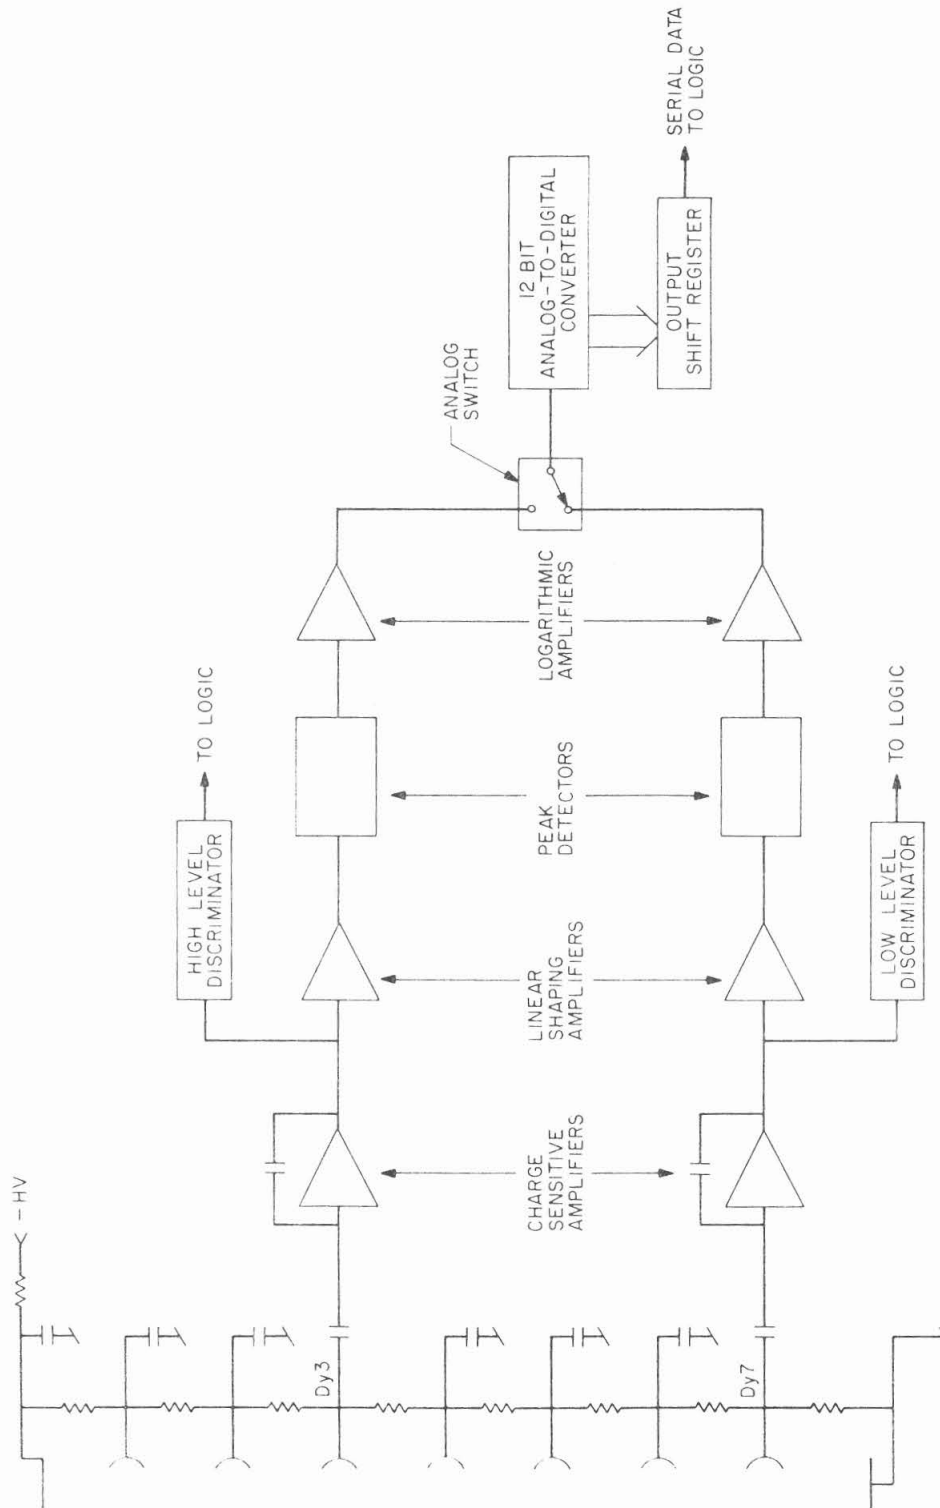 - HV
Dy3
Dy7
CHARGE
SENSITIVE
AMPLIFIERS
HIGH LEVEL
DISCRIMINATOR
TO LOGIC
LINEAR
SHAPING
AMPLIFIERS
LOW LEVEL
DISCRIMINATOR
TO LOGIC
PEAK
DETECTORS
LOGARITHMIC
AMPLIFIERS
ANALOG
SWITCH
12 BIT
ANALOG-TO-DIGITAL
CONVERTER
OUTPUT
SHIFT REGISTER
SERIAL DATA
TO LOGIC